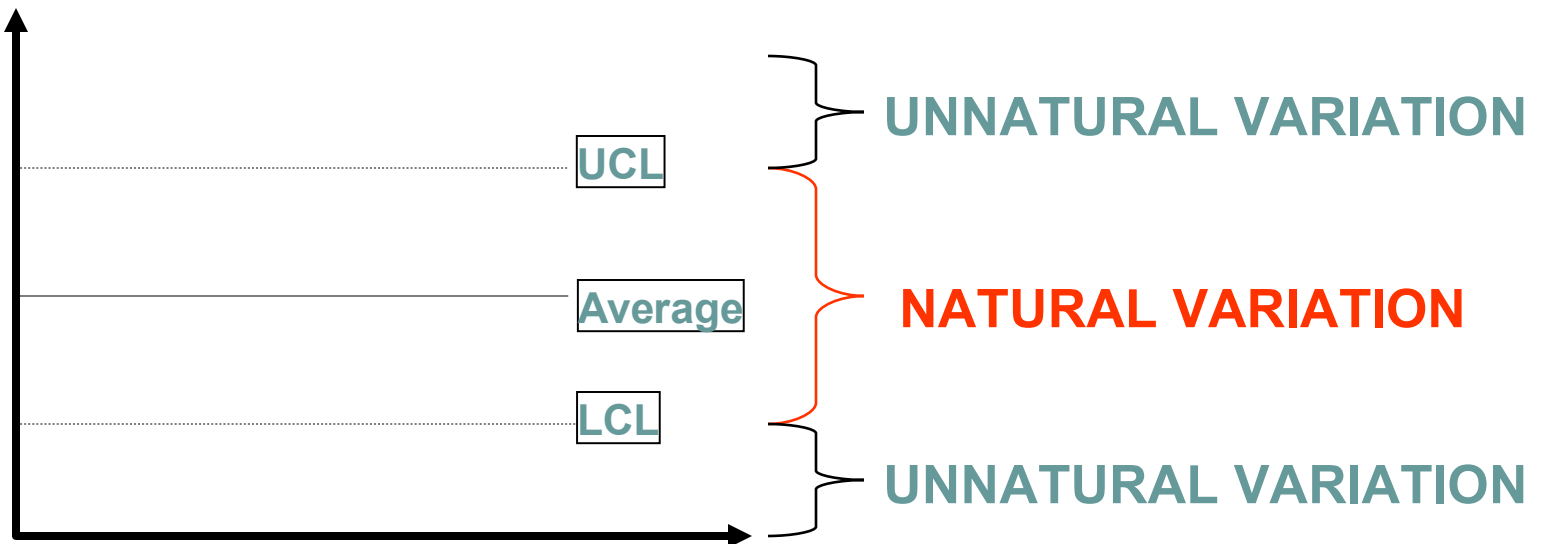 UNNATURAL VARIATION
UCL
Average
NATURAL VARIATION
LCL
UNNATURAL VARIATION